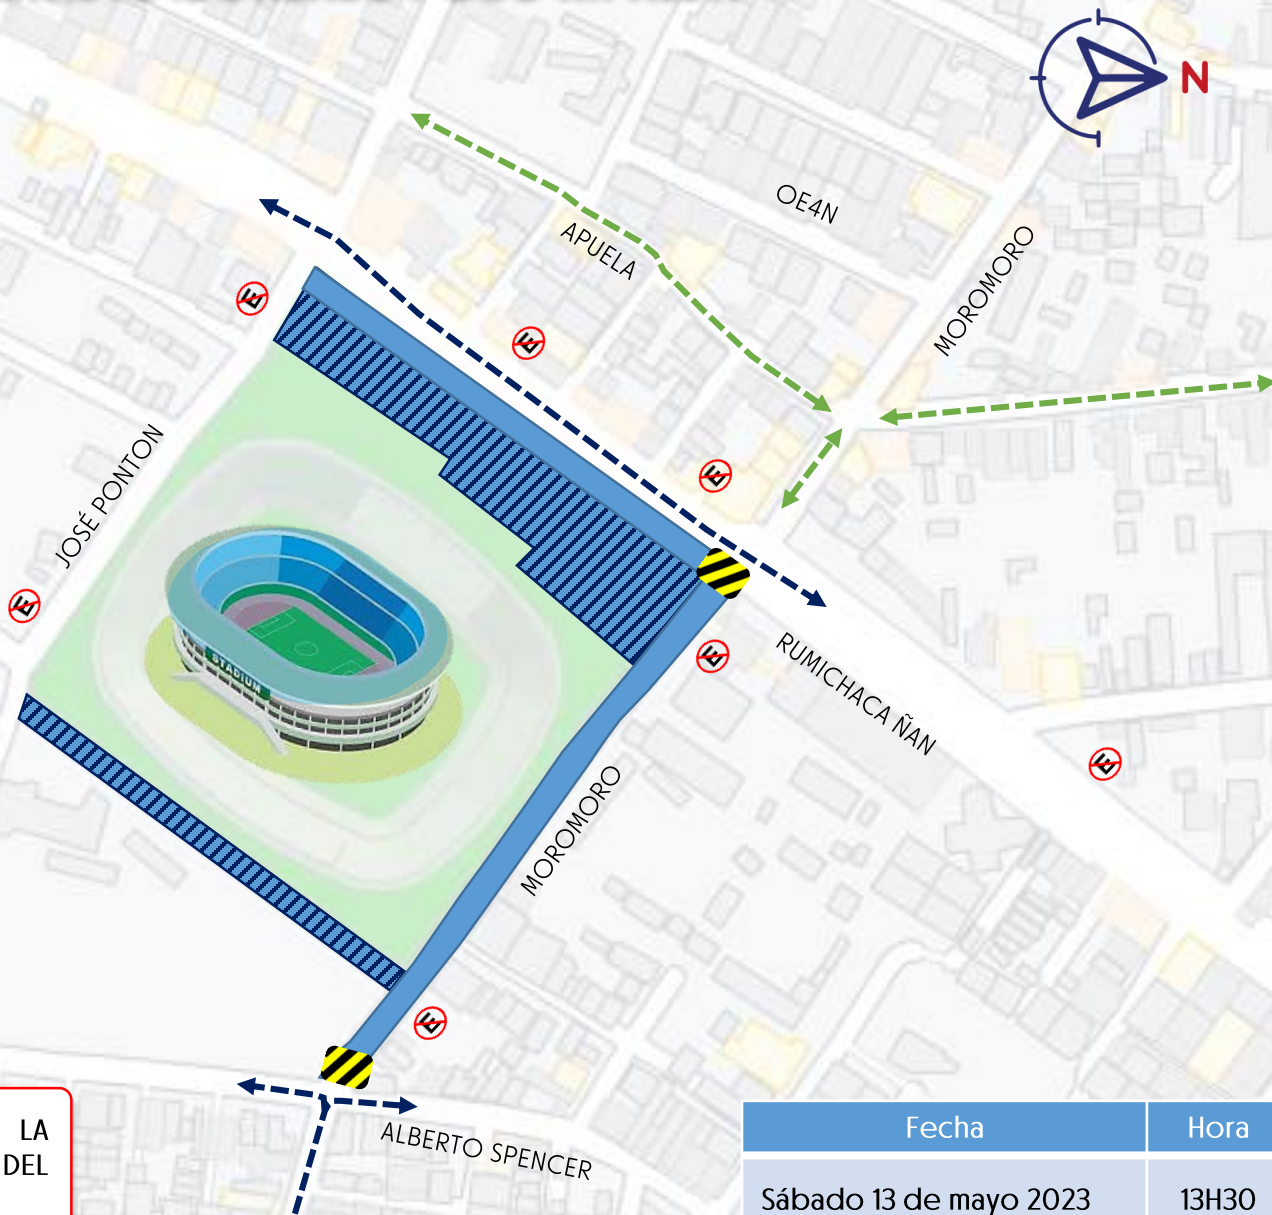 N
OE4N
APUELA
MOROMORO
JOSÉ PONTON
STADIUM
RUMICHACA ÑAN
MOROMORO
ALBERTO SPENCER
LA
DEL
Fecha Hora
Sábado 13 de mayo 2023 13H30
E
E
E
E
E
E
E